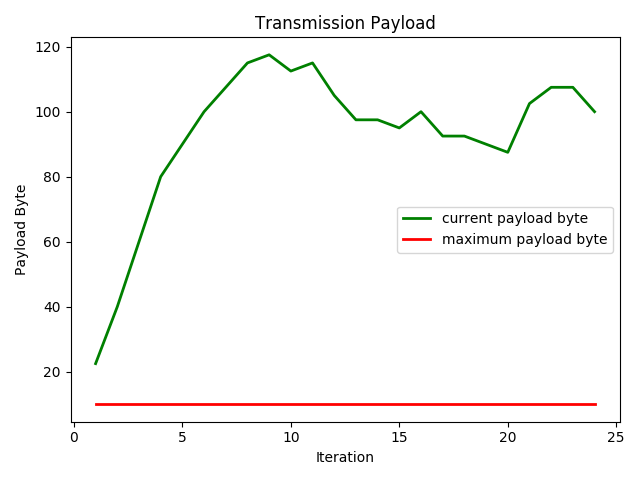 Transmission Payload
Payload Byte
120
100
80
60
40
20
current payload byte
maximum payload byte
0
5
10
15
20
25
Iteration